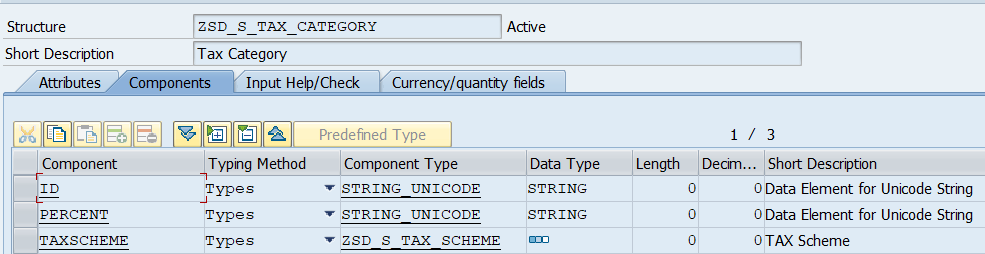 Structure ZSD_S_TAX_CATEGORY Active
Short Description Tax Category
Attributes Components Input Help/Check Currency/quantity fields
Predefined Type 1 / 3
Component Typing Method Component Type Data Type Length Decim... Short Description
ID Types STRING_UNICODE STRING 0 0 Data Element for Unicode String
PERCENT Types STRING_UNICODE STRING 0 0 Data Element for Unicode String
TAXSCHEME Types ZSD_S_TAX_SCHEME 0 0 TAX Scheme